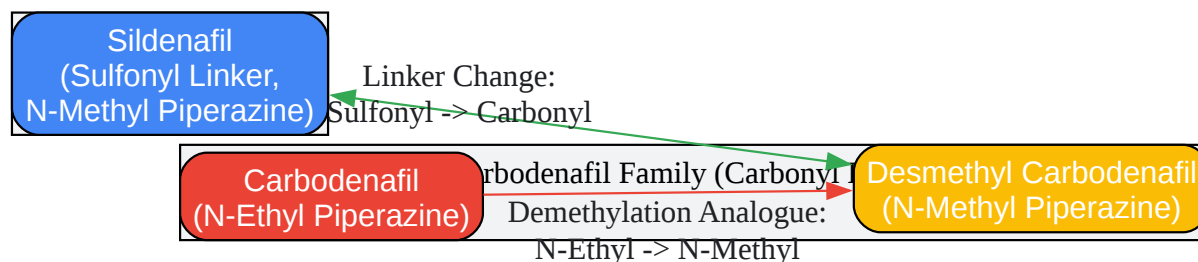 Sildenafil
(Sulfonyl Linker,
N-Methyl Piperazine)
Linker Change:
Sulfonyl -> Carbonyl
Carbodenafil
(N-Ethyl Piperazine)
Family (Carbonyl
Demethylation Analogue:
N-Ethyl -> N-Methyl
Desmethyl Carbodenafil
(N-Methyl Piperazine)